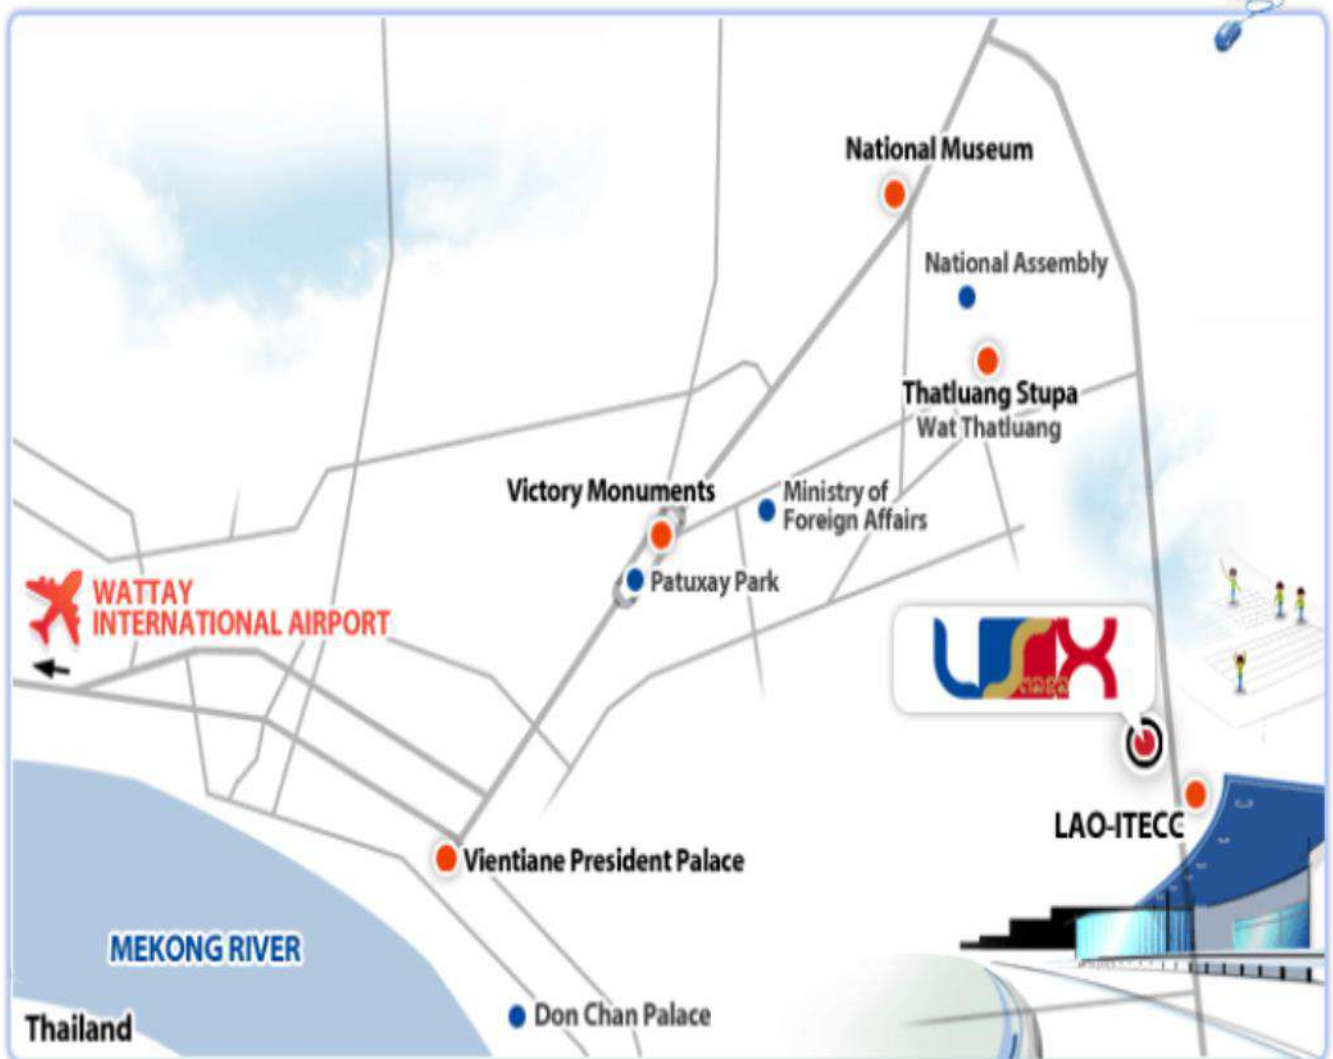 National Museum
National Assembly
Thatluang Stupa
Wat Thatluang
Victory Monuments
Ministry of
Foreign Affairs
Patuxay Park
WATTAY
INTERNATIONAL AIRPORT
LSX
LAO-ITECC
Vientiane President Palace
MEKONG RIVER
Don Chan Palace
Thailand